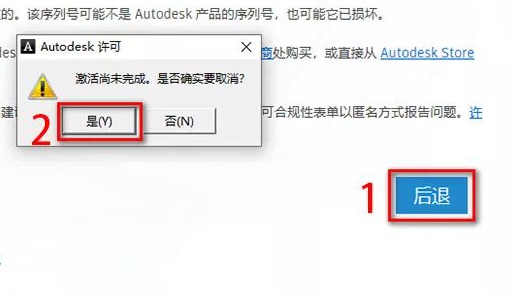 的。该序列号可能不是 Autodesk 产品的序列号，也可能它已损坏。
商处购买，或直接从 Autodesk Store
Autodesk 许可
激活尚未完成。是否确实要取消?
是(Y)
否(N)
2
可合规性表单以匿名方式报告问题。许
1
后退